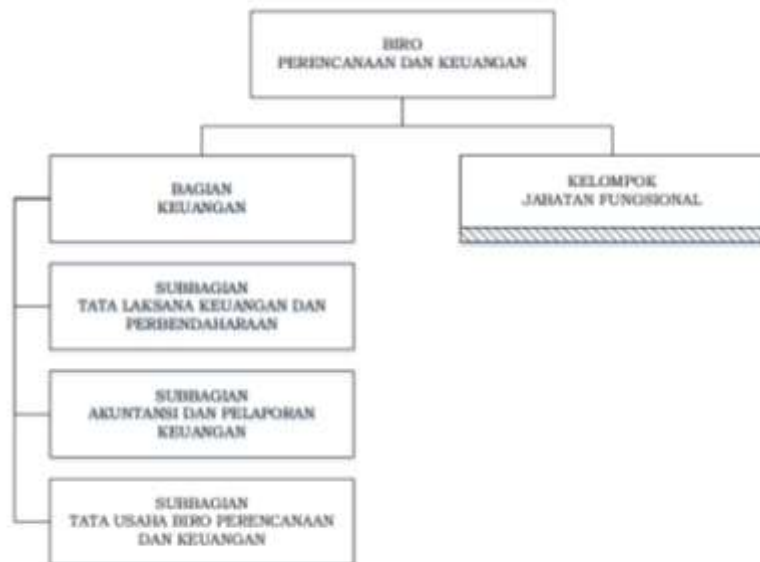 BIRO
PERENCANAAN DAN KEUANGAN
BAGIAN
KEUANGAN
KELOMPOK
JABATAN FUNGSIONAL
SUBBAGIAN
TATA LAKSANA KEUANGAN DAN
PERBENDAHARAAN
SUBBAGIAN
AKUNTANSI DAN PELAPORAN
KEUANGAN
SUBBAGIAN
TATA USAHA BIRO PERENCANAAN
DAN KEUANGAN